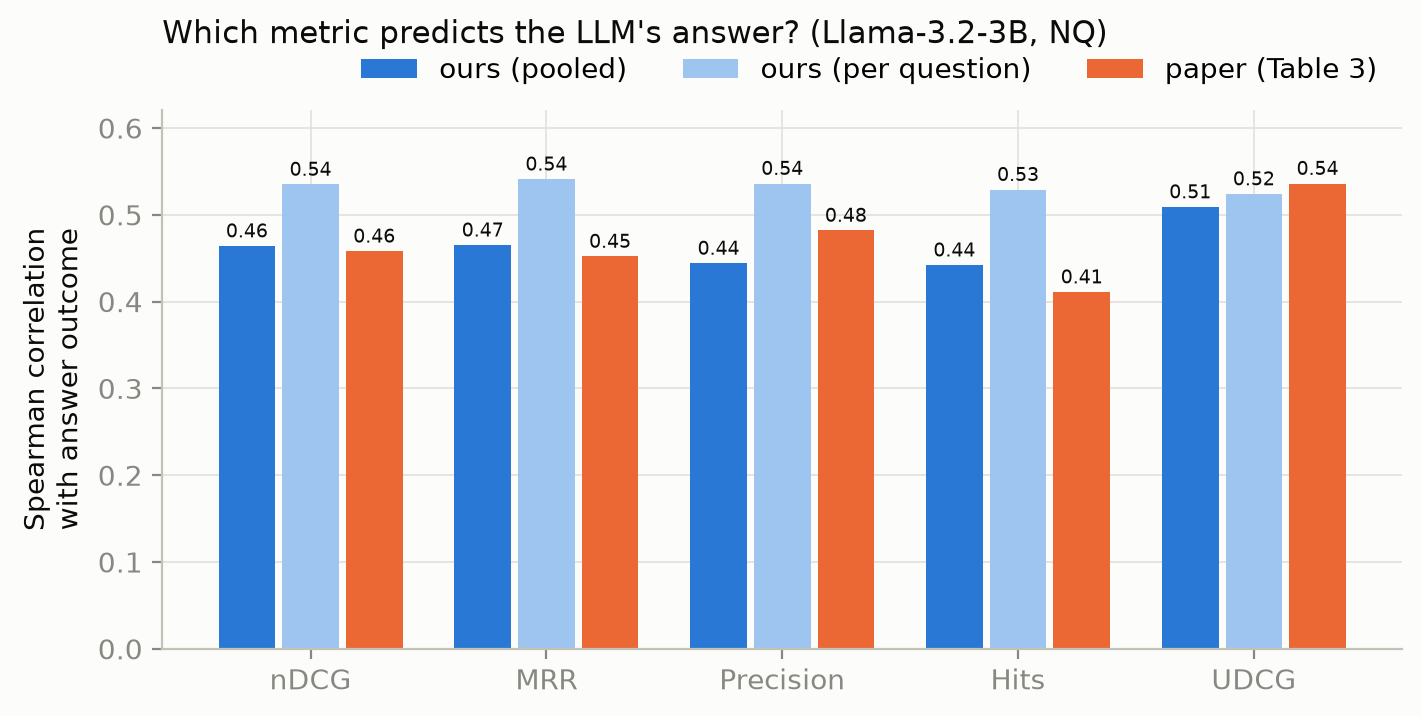 Which metric predicts the LLM's answer? (Llama-3.2-3B, NQ)
ours (pooled) ours (per question) paper (Table 3)
Spearman correlation
with answer outcome
0.6
0.5
0.4
0.3
0.2
0.1
0.0
0.46 0.54 0.46
0.47 0.54 0.45
0.44 0.54 0.48
0.44 0.53 0.41
0.51 0.52 0.54
nDCG MRR Precision Hits UDCG